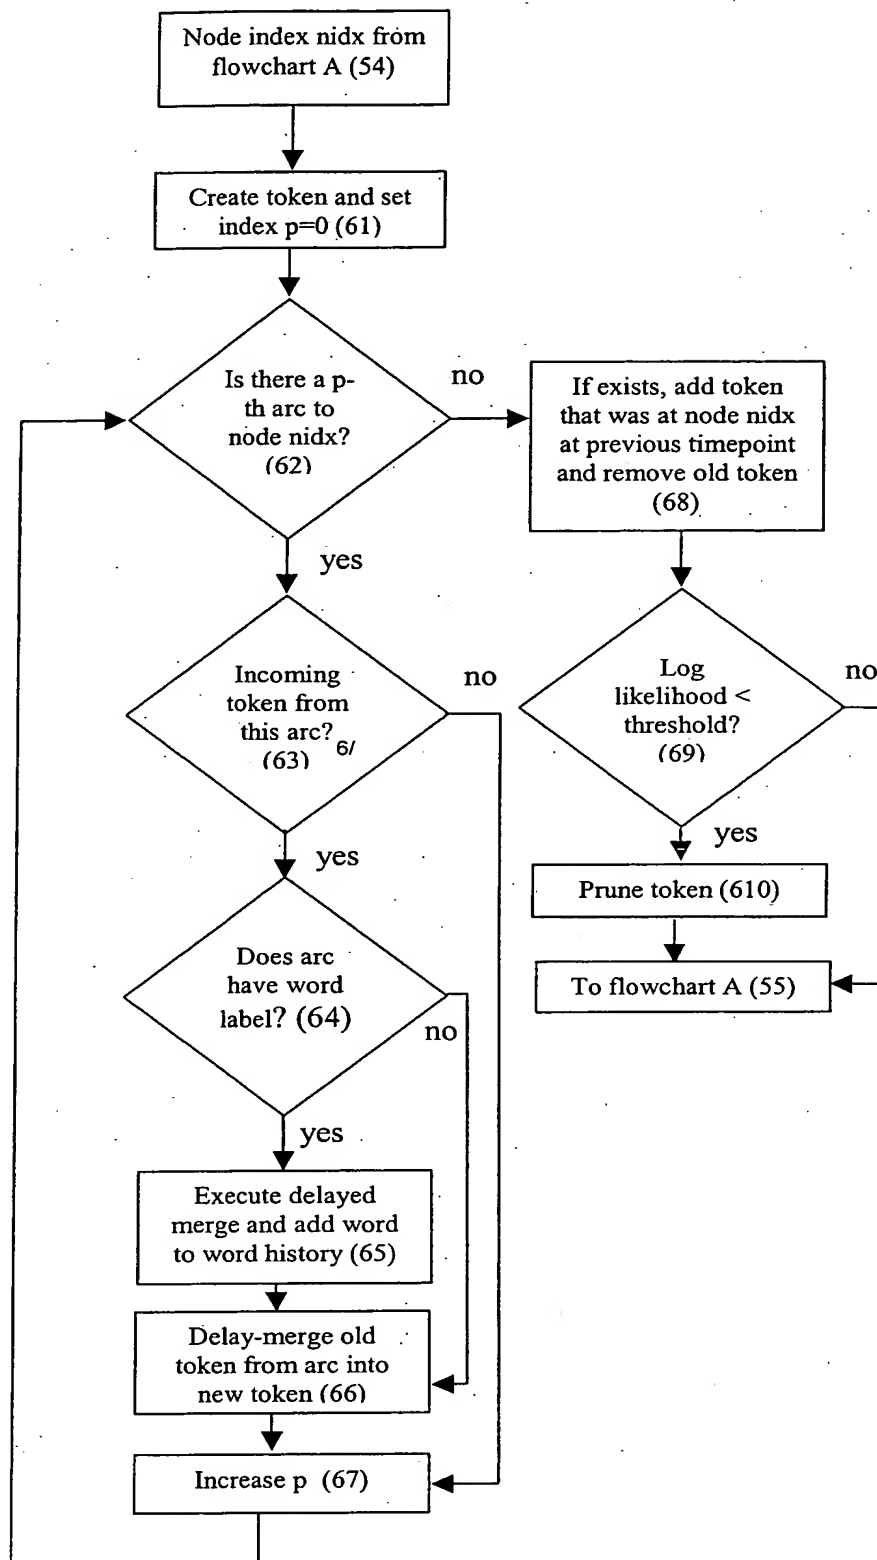 Node index nidx from
flowchart A (54)
Create token and set
index p=0 (61)
Is there a p-
th arc to
node nidx?
(62)
no
If exists, add token
that was at node nidx
at previous timepoint
and remove old token
(68)
yes
Incoming
token from
this arc?
(63) 6/
no
Log
likelihood <
threshold?
(69)
no
yes
yes
Prune token (610)
To flowchart A (55)
Does arc
have word
label? (64)
no
yes
Execute delayed
merge and add word
to word history (65)
Delay-merge old
token from arc into
new token (66)
Increase p (67)